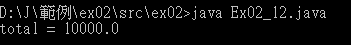 D:\J\範例\ex02\src\ex02>java Ex02_12.java
total = 10000.0